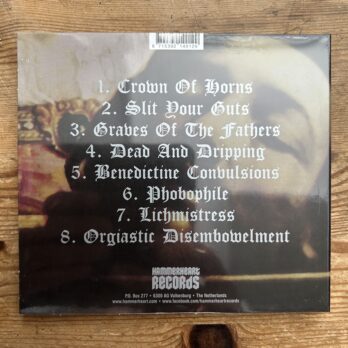 1. Crown Of Horns
2. Slit Your Guts
3. Graves Of The Fathers
4. Dead And Dripping
5. Benedictine Convulsions
6. Phobophile
7. Lichmistress
8. Orgiastic Disembowelment
HAMMERHEART
RECORDS
P.O. Box 277 • 6300 AG Valkenburg • The Netherlands
www.hammerheart.com • www.facebook.com/hammerheartrecords